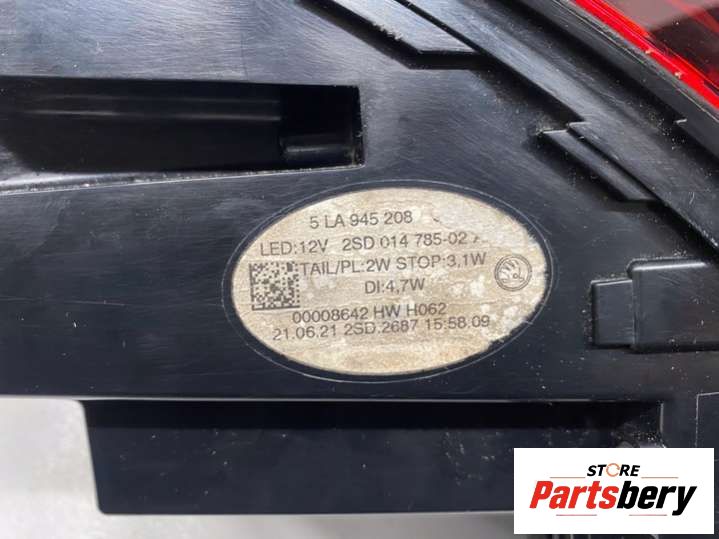 5 LA 945 208
LED:12V 2SD 014 785-02
TAIL/PL:2W STOP:3,1W
DI:4,7W
00008642 HW H062
21.06.21 2SD.2687 15:58.09
STORE
Partsbery